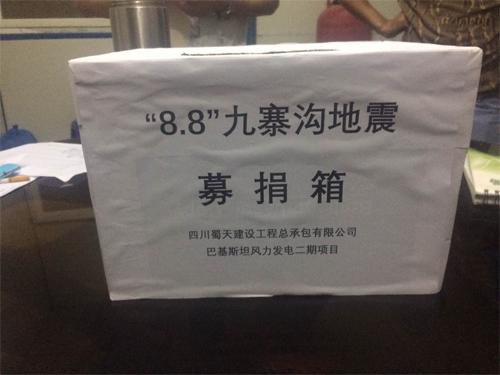 “8.8”九寨沟地震
募捐箱
四川蜀天建设工程总承包有限公司
巴基斯坦风力发电二期项目